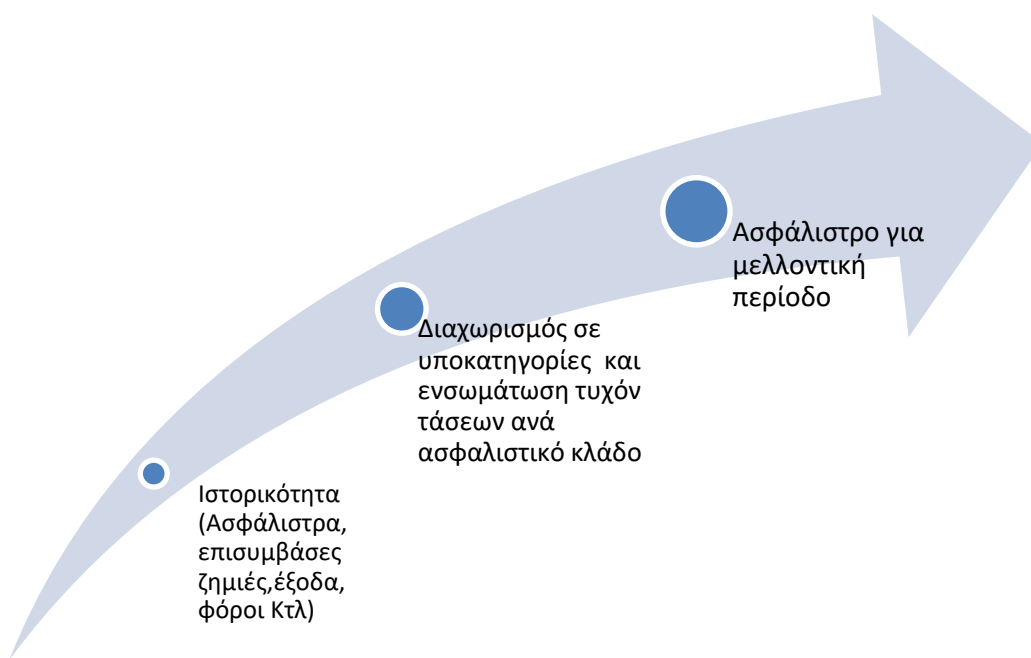 Ασφάλιστρο για
μελλοντική
περίοδο
Διαχωρισμός σε
υποκατηγορίες και
ενσωμάτωση τυχόν
τάσεων ανά
ασφαλιστικό κλάδο
Ιστορικότητα
(Ασφάλιστρα,
επισυμβάσες
ζημιές,έξοδα,
φόροι Κτλ)